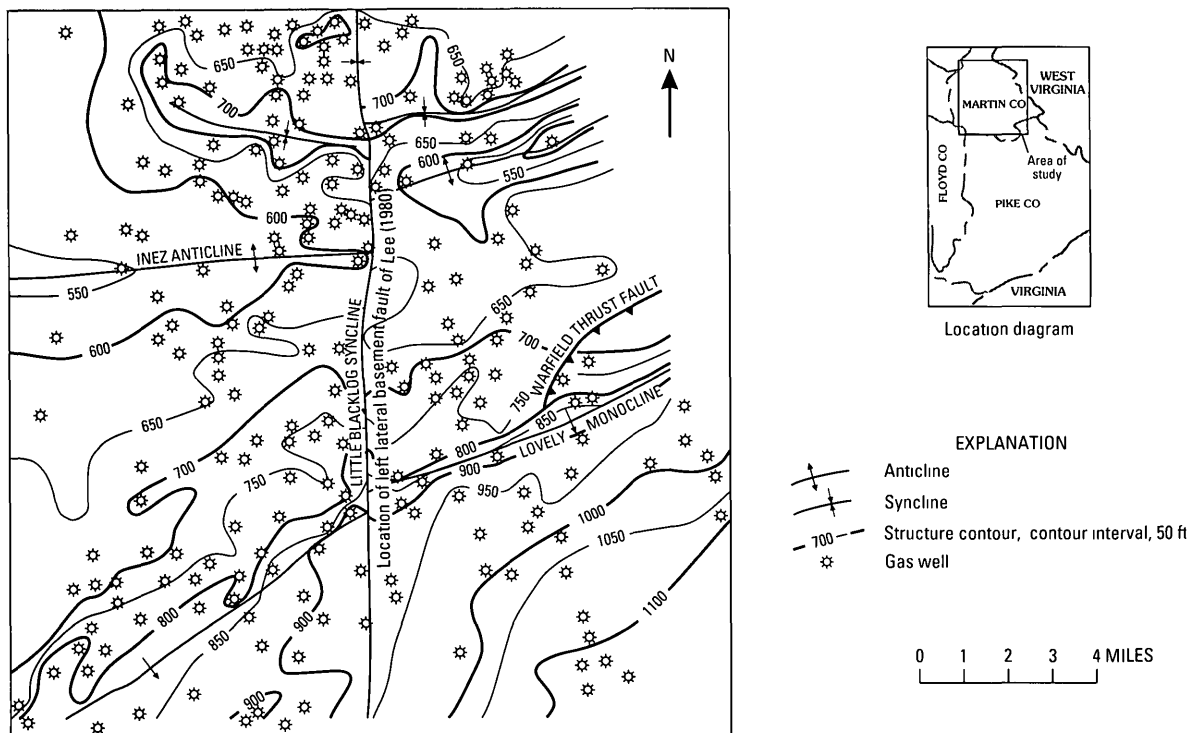 650
700
700
650
N
650
600
550
600
INEZ ANTICLINE
550
600
650
650
700
WARFIELD THRUST FAULT
750
850
800
LOVELY MONOCLINE
900
700
750
950
1000
1050
1100
800
850
900
900
LITTLE BLACKLOG SYNCLINE
Location of left lateral basement fault of Lee (1980)
WEST
VIRGINIA
MARTIN CO
Area of
study
FLOYD CO
PIKE CO
VIRGINIA
Location diagram
EXPLANATION
Anticline
Syncline
700
Structure contour, contour interval, 50 ft
Gas well
0 1 2 3 4 MILES